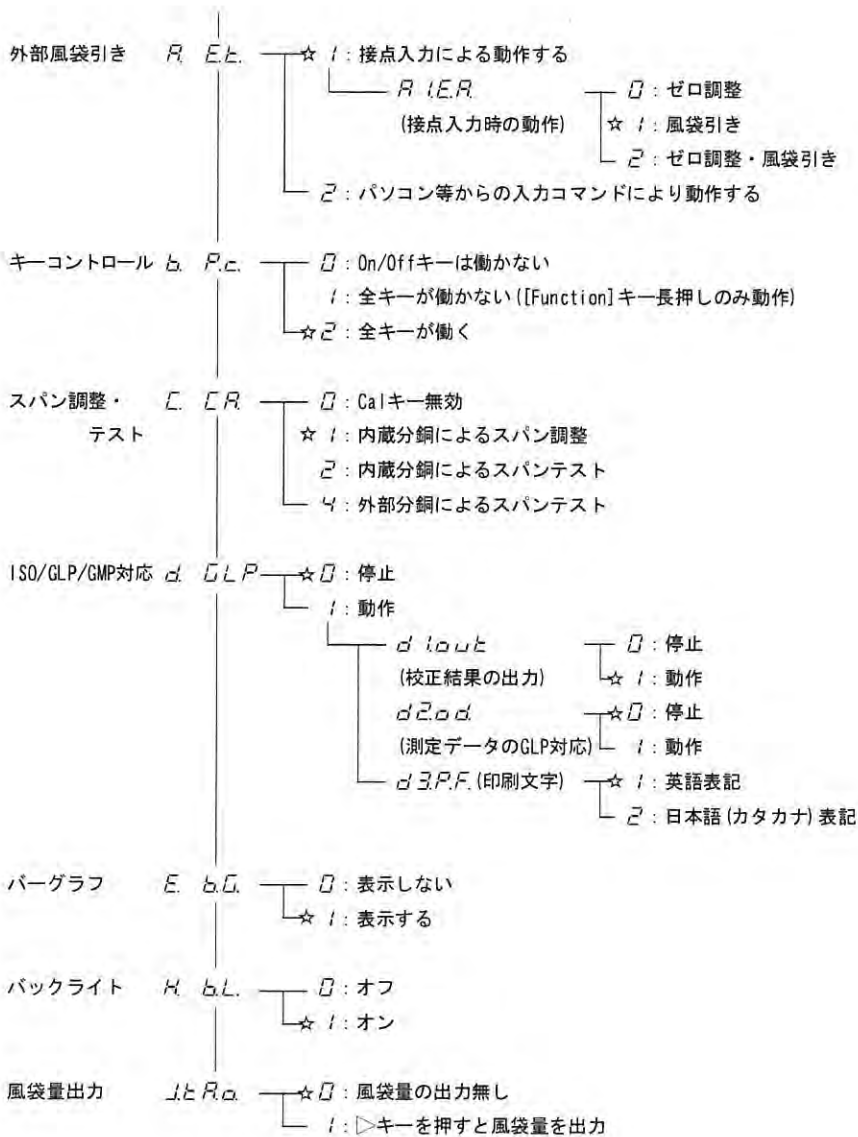 外部風袋引き A. E.t. ☆ 1 : 接点入力による動作する
A 1.E.A. 0 : ゼロ調整
(接点入力時の動作) ☆ 1 : 風袋引き
2 : ゼロ調整・風袋引き
2 : パソコン等からの入力コマンドにより動作する
キーコントロール b. P.c. 0 : On/Offキーは働かない
1 : 全キーが働かない([Function]キー長押しのみ動作)
☆ 2 : 全キーが働く
スパン調整・ C. CA. 0 : Calキー無効
テスト ☆ 1 : 内蔵分銅によるスパン調整
2 : 内蔵分銅によるスパンテスト
4 : 外部分銅によるスパンテスト
ISO/GLP/GMP対応 d. GLP ☆ 0 : 停止
1 : 動作
d 1.out 0 : 停止
(校正結果の出力) ☆ 1 : 動作
d2.od. ☆ 0 : 停止
(測定データのGLP対応) 1 : 動作
d 3.P.F. (印刷文字) ☆ 1 : 英語表記
2 : 日本語(カタカナ)表記
バーグラフ E. b.G. 0 : 表示しない
☆ 1 : 表示する
バックライト H. b.L. 0 : オフ
☆ 1 : オン
風袋量出力 J.tA.o. ☆ 0 : 風袋量の出力無し
1 : ▷キーを押すと風袋量を出力